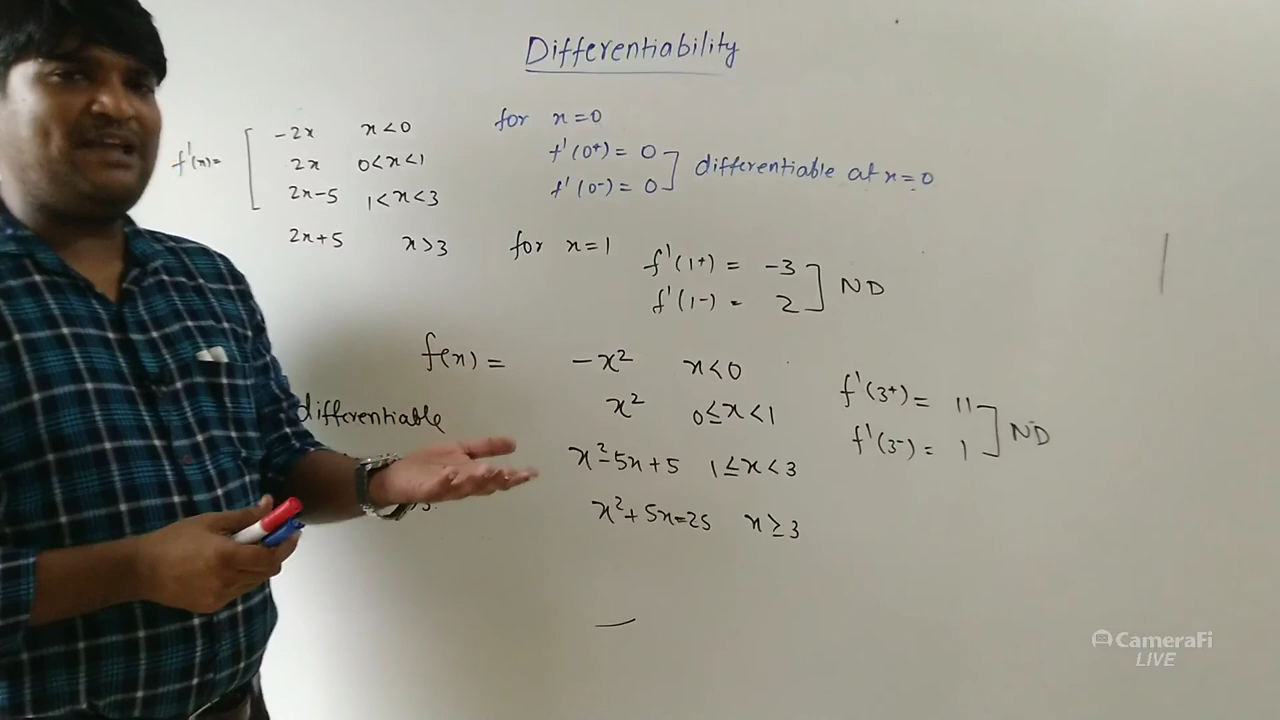 Differentiability
f'(x)= [ -2x x<0
2x 0<x<1
2x-5 1<x<3
2x+5 x>3
for x=0
f'(0+) = 0
f'(0-) = 0 ] differentiable at x=0
for x=1
f'(1+) = -3
f'(1-) = 2 ] ND
f(x) = -x² x<0
x² 0≤x<1
x²-5x+5 1≤x<3
x²+5x=25 x≥3
differentiable
f'(3+) = 11
f'(3-) = 1 ] ND
CameraFi
LIVE